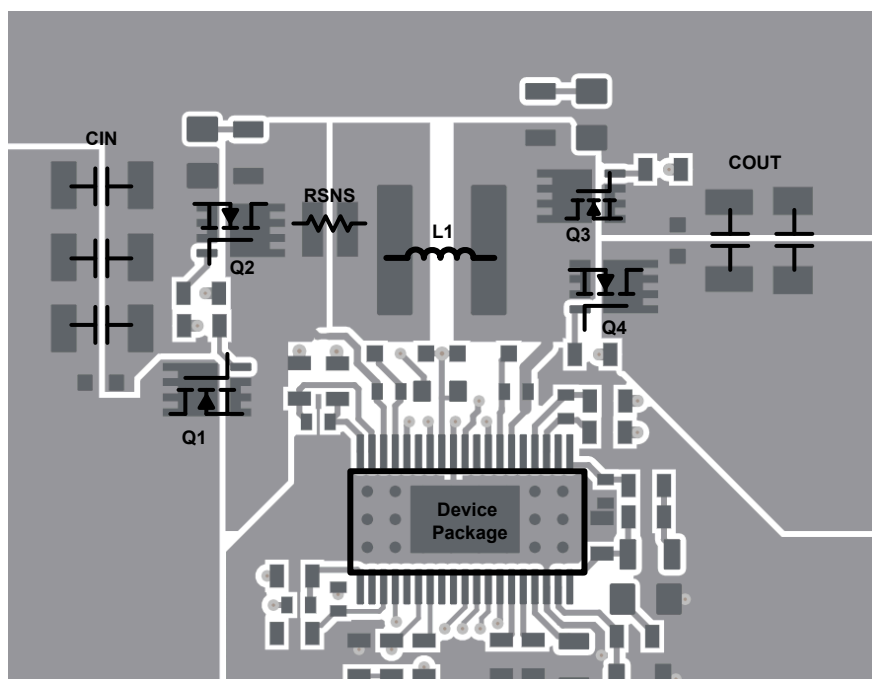 CIN
RSNS
COUT
L1
Q3
Q2
Q4
Q1
Device
Package